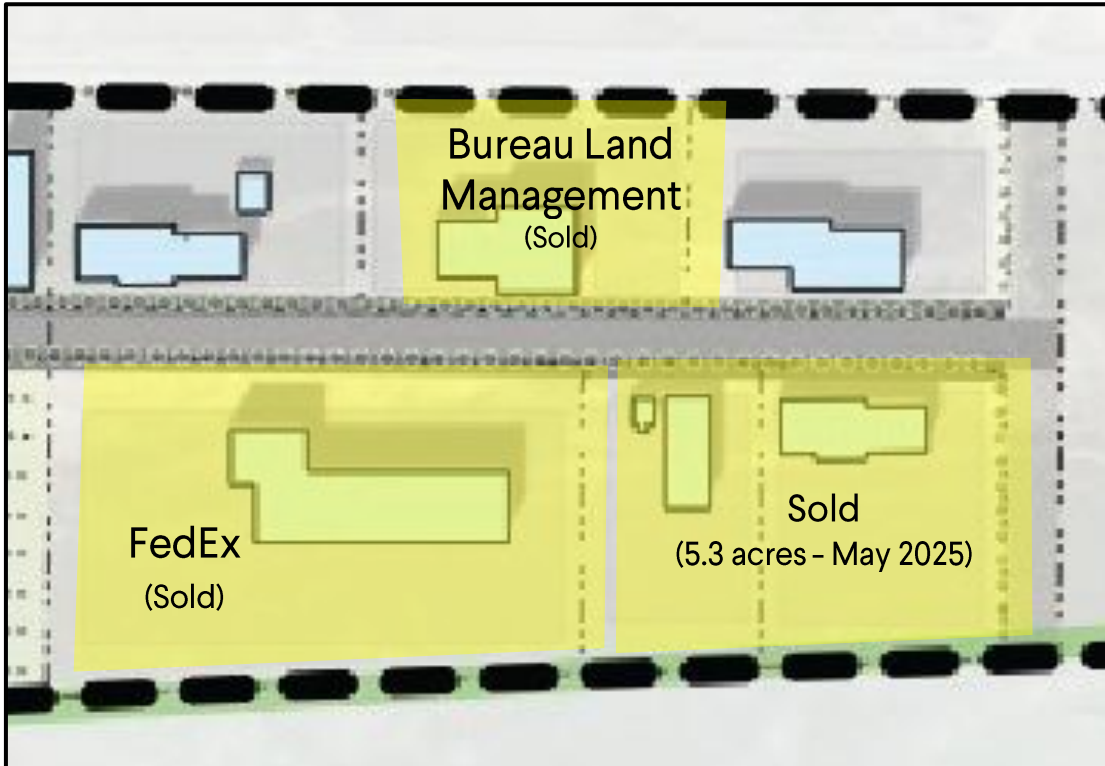 Bureau Land
Management
(Sold)
FedEx
(Sold)
Sold
(5.3 acres - May 2025)